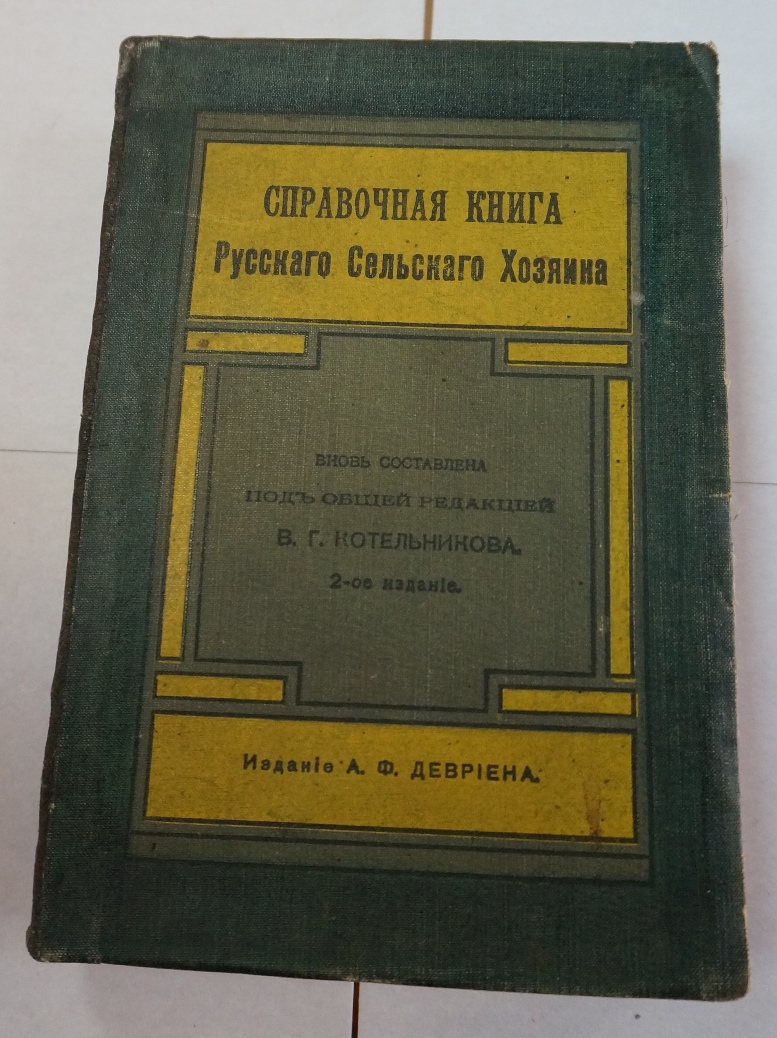 СПРАВОЧНАЯ КНИГА
Русскаго Сельскаго Хозяина
ВНОВЬ СОСТАВЛЕНА
ПОДЪ ОБЩЕЙ РЕДАКЦІЕЙ
В. Г. КОТЕЛЬНИКОВА.
2-ое изданіе.
Изданіе А. Ф. ДЕВРІЕНА.